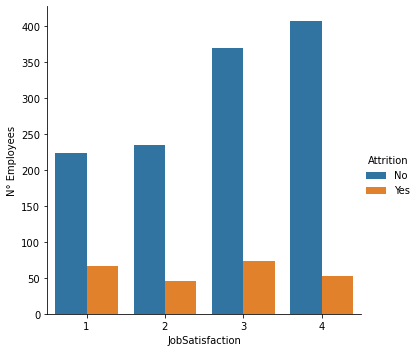 400
350
300
250
200
150
100
50
0
N° Employees
1 2 3 4
JobSatisfaction
Attrition
No
Yes